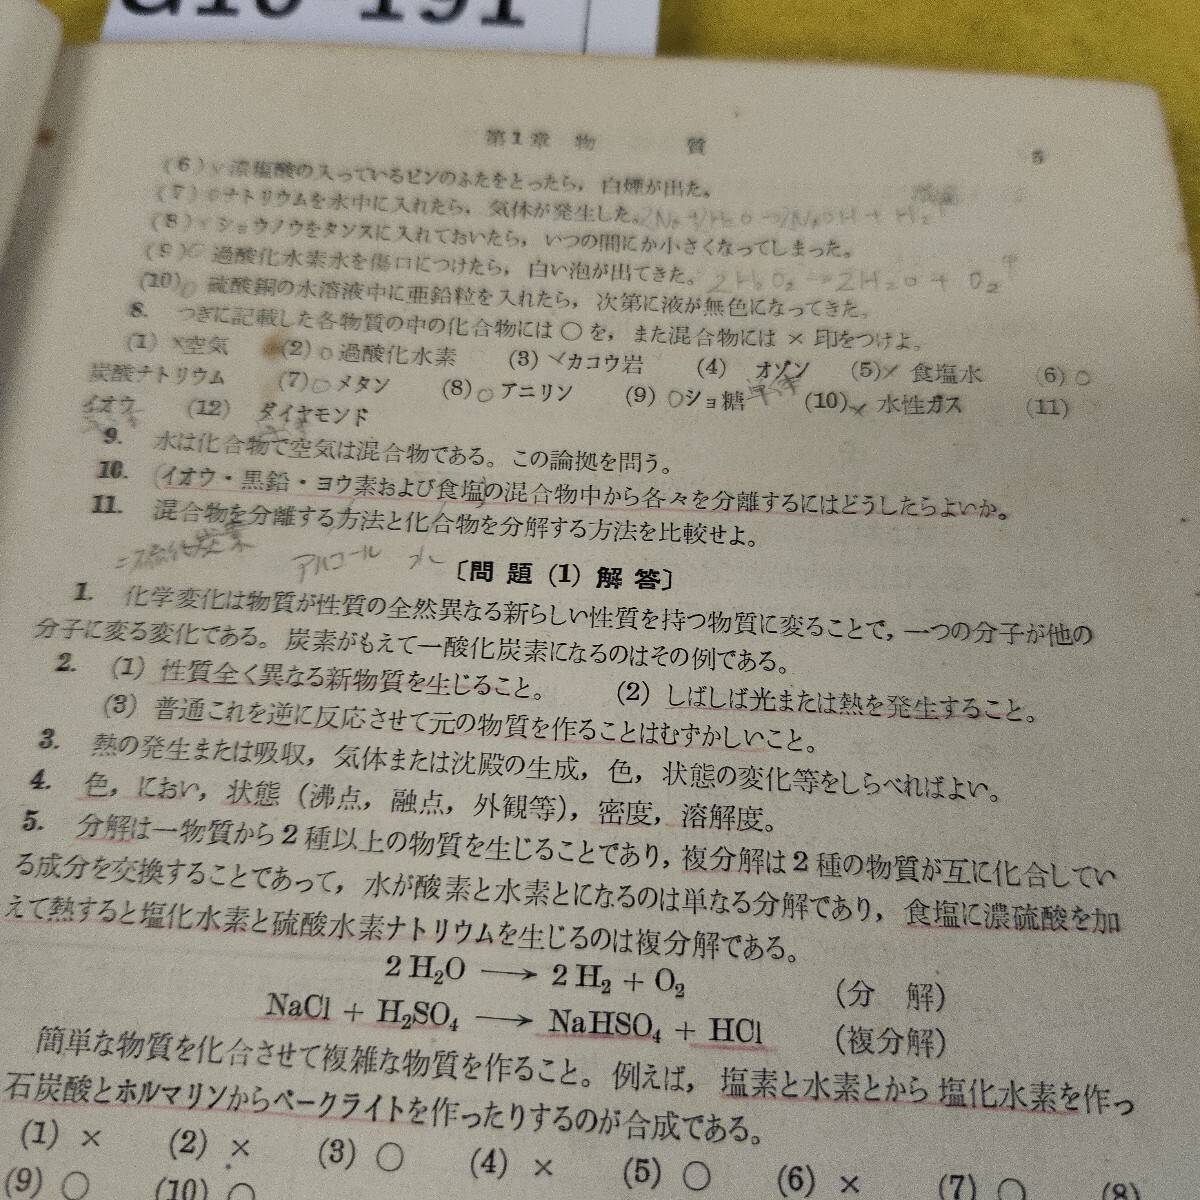 G10-191
第1章 物 質 5
(6) 濃塩酸の入っているビンのふたをとったら，白煙が出た。
(7) ナトリウムを水中に入れたら，気体が発生した。2Na+2H₂O→2NaOH+H₂
(8) ショウノウをタンスに入れておいたら，いつの間にか小さくなってしまった。
(9) ○ 過酸化水素水を傷口につけたら，白い泡が出てきた。2H₂O₂→2H₂O+O₂
(10) ○ 硫酸銅の水溶液中に亜鉛粒を入れたら，次第に液が無色になってきた。
8. つぎに記載した各物質の中の化合物には○を，また混合物には×印をつけよ。
(1) ×空気 (2) ○過酸化水素 (3) カコウ岩 (4) オゾン (5)× 食塩水 (6) ○
炭酸ナトリウム (7)○メタン (8)○アニリン (9) ○ショ糖 (10)× 水性ガス (11)
イオウ (12) ダイヤモンド
9. 水は化合物で空気は混合物である。この論拠を問う。
10. (イオウ・黒鉛・ヨウ素および食塩)の混合物中から各々を分離するにはどうしたらよいか。
11. 混合物を分離する方法と化合物を分解する方法を比較せよ。
二硫化炭素 アルコール 水
〔問題(1)解答〕
1. 化学変化は物質が性質の全然異なる新らしい性質を持つ物質に変ることで，一つの分子が他の
分子に変る変化である。炭素がもえて一酸化炭素になるのはその例である。
2. (1) 性質全く異なる新物質を生じること。 (2) しばしば光または熱を発生すること。
(3) 普通これを逆に反応させて元の物質を作ることはむずかしいこと。
3. 熱の発生または吸収，気体または沈殿の生成，色，状態の変化等をしらべればよい。
4. 色，におい，状態（沸点，融点，外観等），密度，溶解度。
5. 分解は一物質から2種以上の物質を生じることであり，複分解は2種の物質が互に化合してい
る成分を交換することであって，水が酸素と水素とになるのは単なる分解であり，食塩に濃硫酸を加
えて熱すると塩化水素と硫酸水素ナトリウムを生じるのは複分解である。
2H₂O → 2H₂ + O₂ （分 解）
NaCl + H₂SO₄ → NaHSO₄ + HCl （複分解）
簡単な物質を化合させて複雑な物質を作ること。例えば，塩素と水素とから塩化水素を作っ
石炭酸とホルマリンからベークライトを作ったりするのが合成である。
(1) × (2) × (3) ○ (4) × (5) ○ (6) × (7) ○ (8)
(9) ○ (10) ○